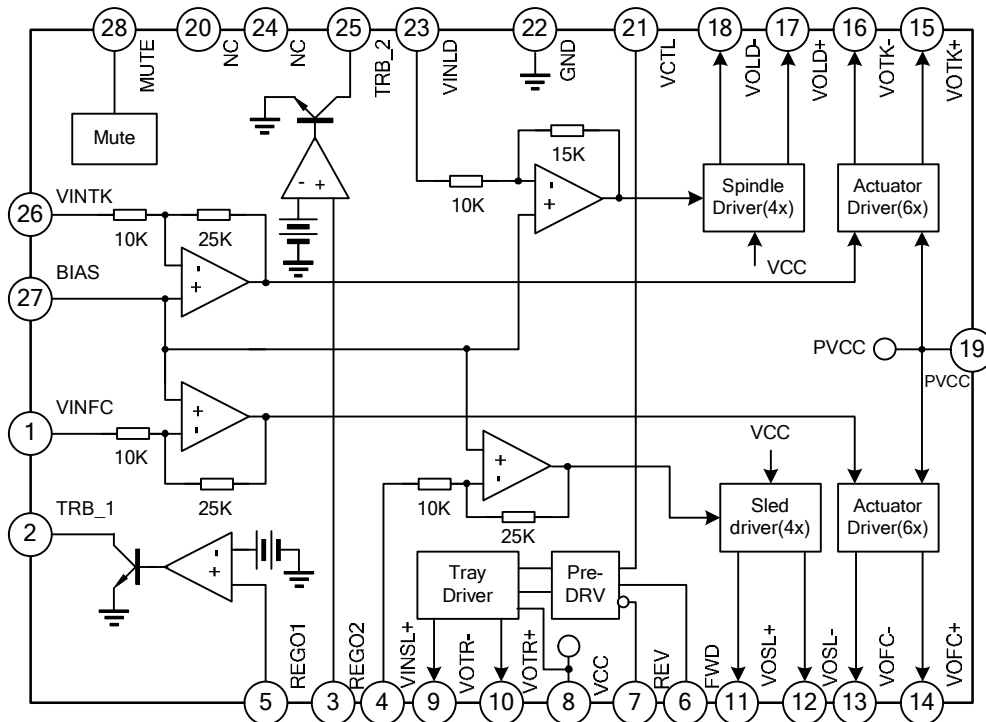 28
20
24
25
23
22
21
18
17
16
15
MUTE
NC
NC
TRB_2
VINLD
GND
VCTL
VOLD-
VOLD+
VOTK-
VOTK+
Mute
15K
10K
- +
-
+
Spindle
Driver(4x)
Actuator
Driver(6x)
VCC
26
VINTK
10K
25K
-
+
27
BIAS
PVCC
19
PVCC
1
VINFC
+
-
10K
25K
+
-
10K
25K
VCC
Sled
driver(4x)
Actuator
Driver(6x)
2
TRB_1
-
+
Tray
Driver
Pre-
DRV
REGO1
REGO2
VINSL+
VOTR-
VOTR+
VCC
REV
FWD
VOSL+
VOSL-
VOFC-
VOFC+
5
3
4
9
10
8
7
6
11
12
13
14